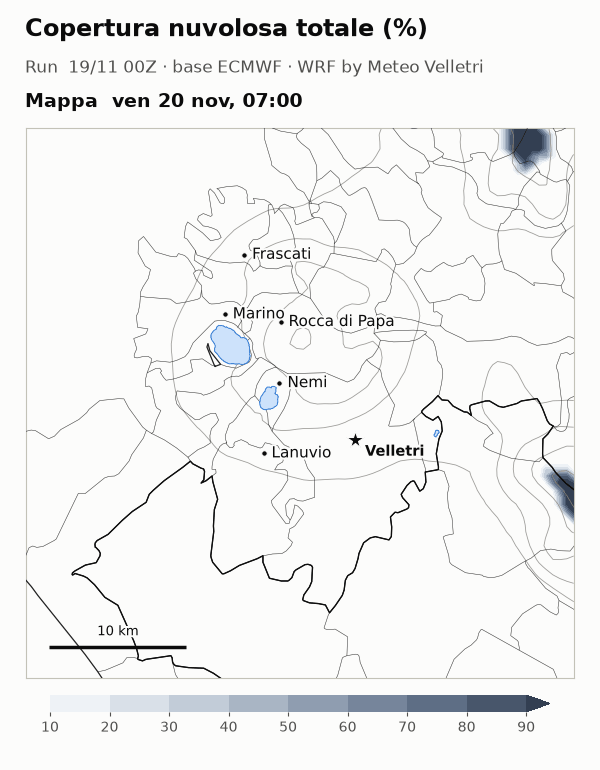 Copertura nuvolosa totale (%)
Run  19/11 00Z · base ECMWF · WRF by Meteo Velletri
Mappa  ven 20 nov, 07:00
Frascati
Marino
Rocca di Papa
Nemi
Velletri
Lanuvio
10 km
10 20 30 40 50 60 70 80 90